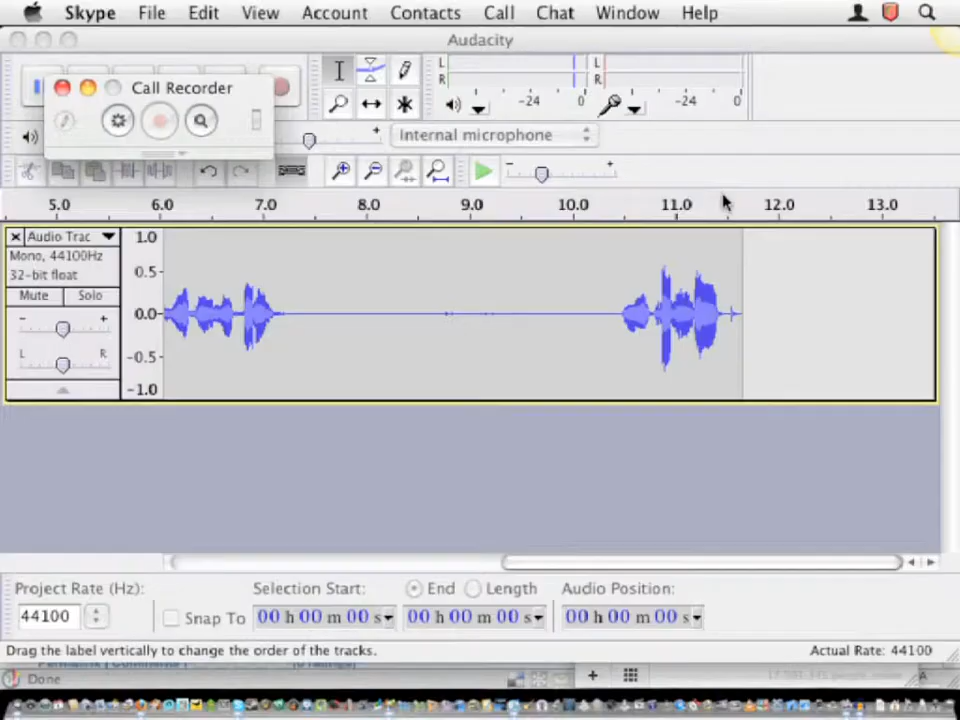 Skype File Edit View Account Contacts Call Chat Window Help
Audacity
Call Recorder
L
R
-24 0
L
R
-24 0
- + Internal microphone
- +
5.0 6.0 7.0 8.0 9.0 10.0 11.0 12.0 13.0
Audio Trac
Mono, 44100Hz
32-bit float
Mute Solo
- +
L R
1.0
0.5
0.0
-0.5
-1.0
Project Rate (Hz): Selection Start: End Length Audio Position:
44100 Snap To 00 h 00 m 00 s 00 h 00 m 00 s 00 h 00 m 00 s
Drag the label vertically to change the order of the tracks. Actual Rate: 44100
Done